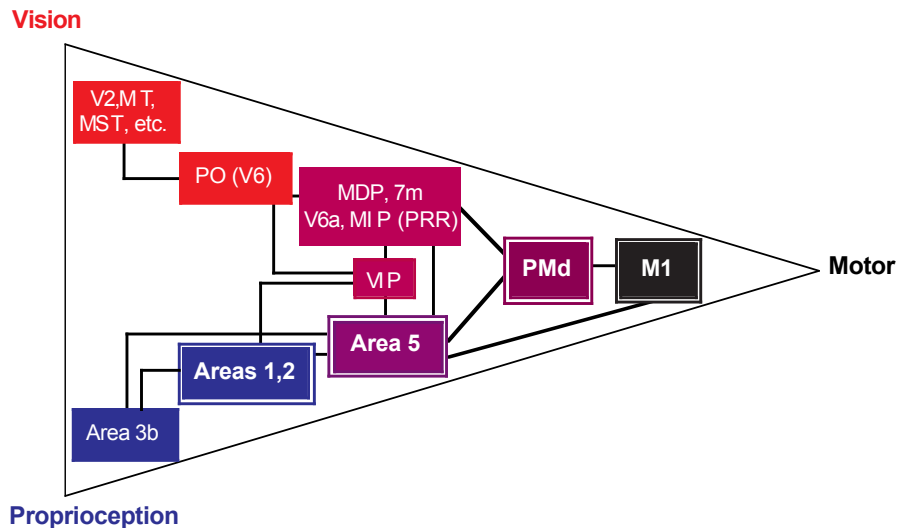 Vision
V2,MT,
MST, etc.
PO (V6)
MDP, 7m
V6a, MIP (PRR)
PMd
M1
Motor
VIP
Area 5
Areas 1,2
Area 3b
Proprioception